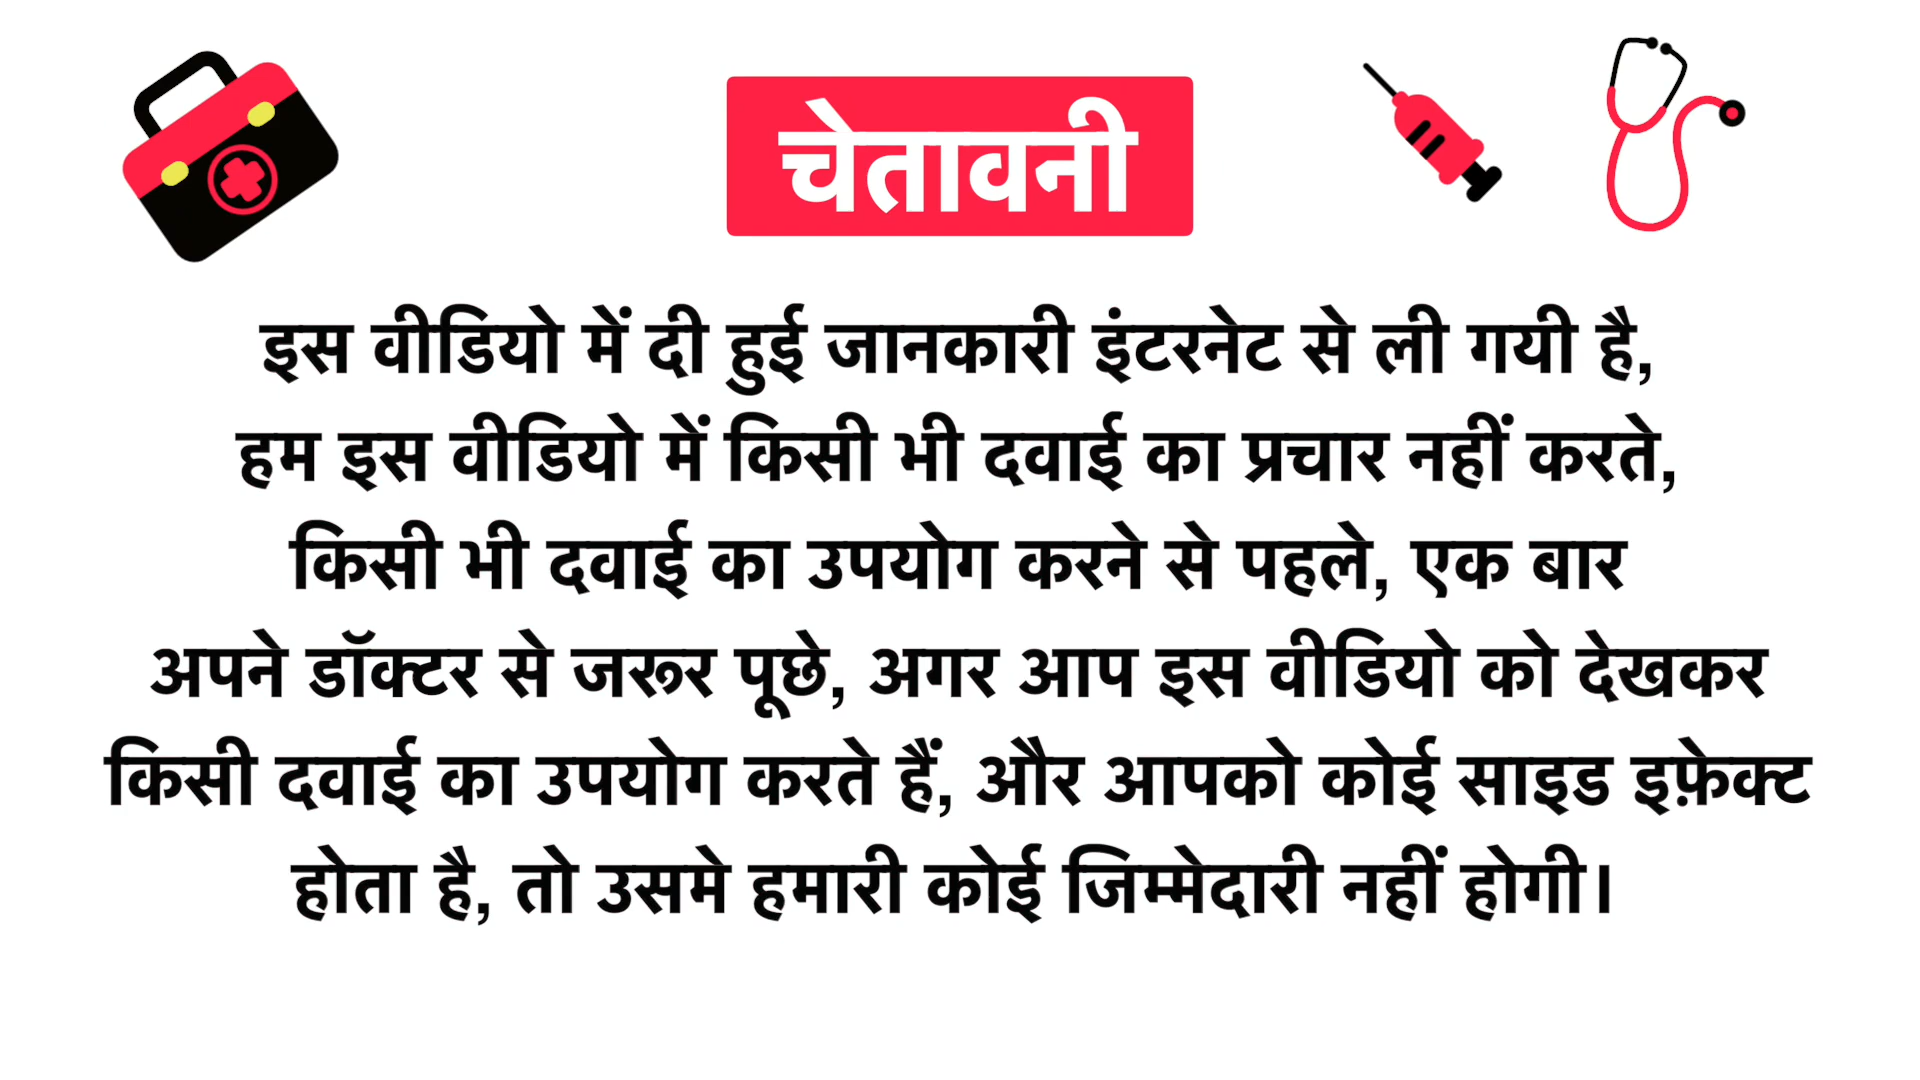 चेतावनी
इस वीडियो में दी हुई जानकारी इंटरनेट से ली गयी है,
हम इस वीडियो में किसी भी दवाई का प्रचार नहीं करते,
किसी भी दवाई का उपयोग करने से पहले, एक बार
अपने डॉक्टर से जरूर पूछे, अगर आप इस वीडियो को देखकर
किसी दवाई का उपयोग करते हैं, और आपको कोई साइड इफ़ेक्ट
होता है, तो उसमे हमारी कोई जिम्मेदारी नहीं होगी।